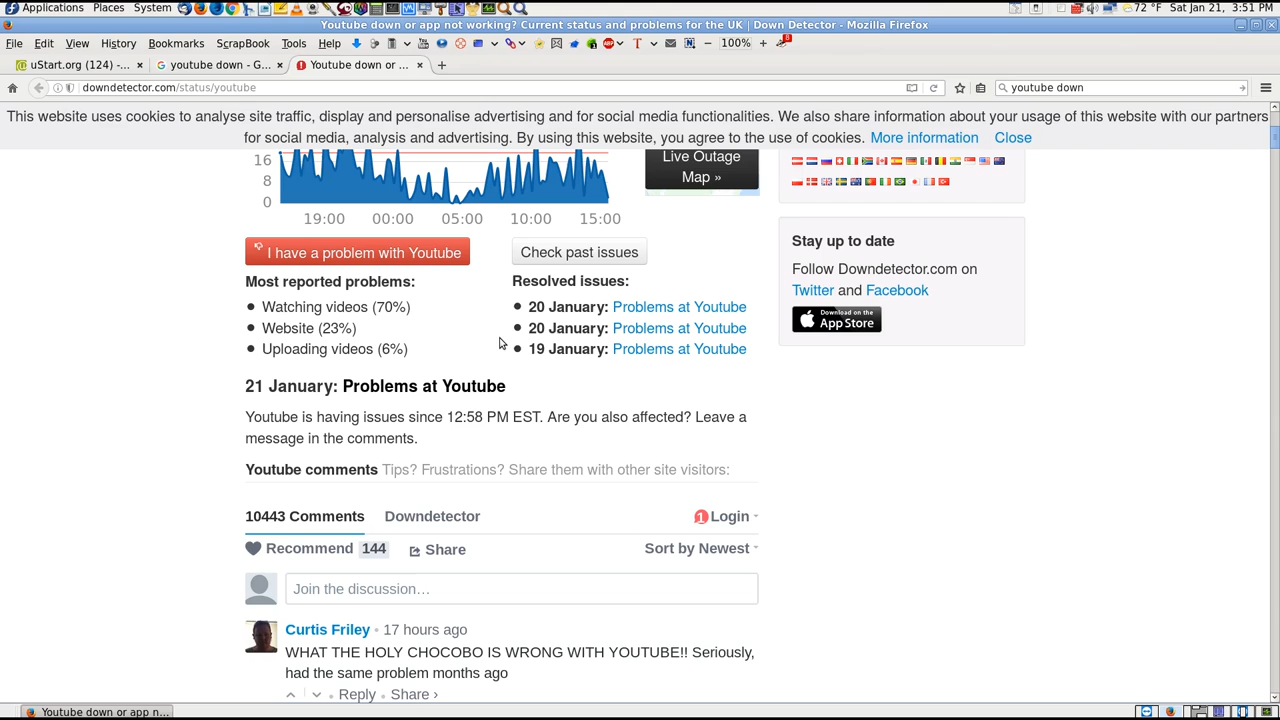 Applications Places System
72 °F Sat Jan 21, 3:51 PM
Youtube down or app not working? Current status and problems for the UK | Down Detector - Mozilla Firefox
File Edit View History Bookmarks ScrapBook Tools Help 100% 8
uStart.org (124) -... youtube down - G... Youtube down or ...
downdetector.com/status/youtube youtube down
This website uses cookies to analyse site traffic, display and personalise advertising and for social media functionalities. We also share information about your usage of this website with our partners
for social media, analysis and advertising. By using this website, you agree to the use of cookies. More information Close
16
8
0
19:00 00:00 05:00 10:00 15:00
Live Outage
Map »
I have a problem with Youtube
Check past issues
Most reported problems:
Watching videos (70%)
Website (23%)
Uploading videos (6%)
Resolved issues:
20 January: Problems at Youtube
20 January: Problems at Youtube
19 January: Problems at Youtube
Stay up to date
Follow Downdetector.com on
Twitter and Facebook
Download on the
App Store
21 January: Problems at Youtube
Youtube is having issues since 12:58 PM EST. Are you also affected? Leave a
message in the comments.
Youtube comments Tips? Frustrations? Share them with other site visitors:
10443 Comments Downdetector 1 Login
Recommend 144 Share Sort by Newest
Join the discussion…
Curtis Friley • 17 hours ago
WHAT THE HOLY CHOCOBO IS WRONG WITH YOUTUBE!! Seriously,
had the same problem months ago
Reply • Share ›
Youtube down or app n...